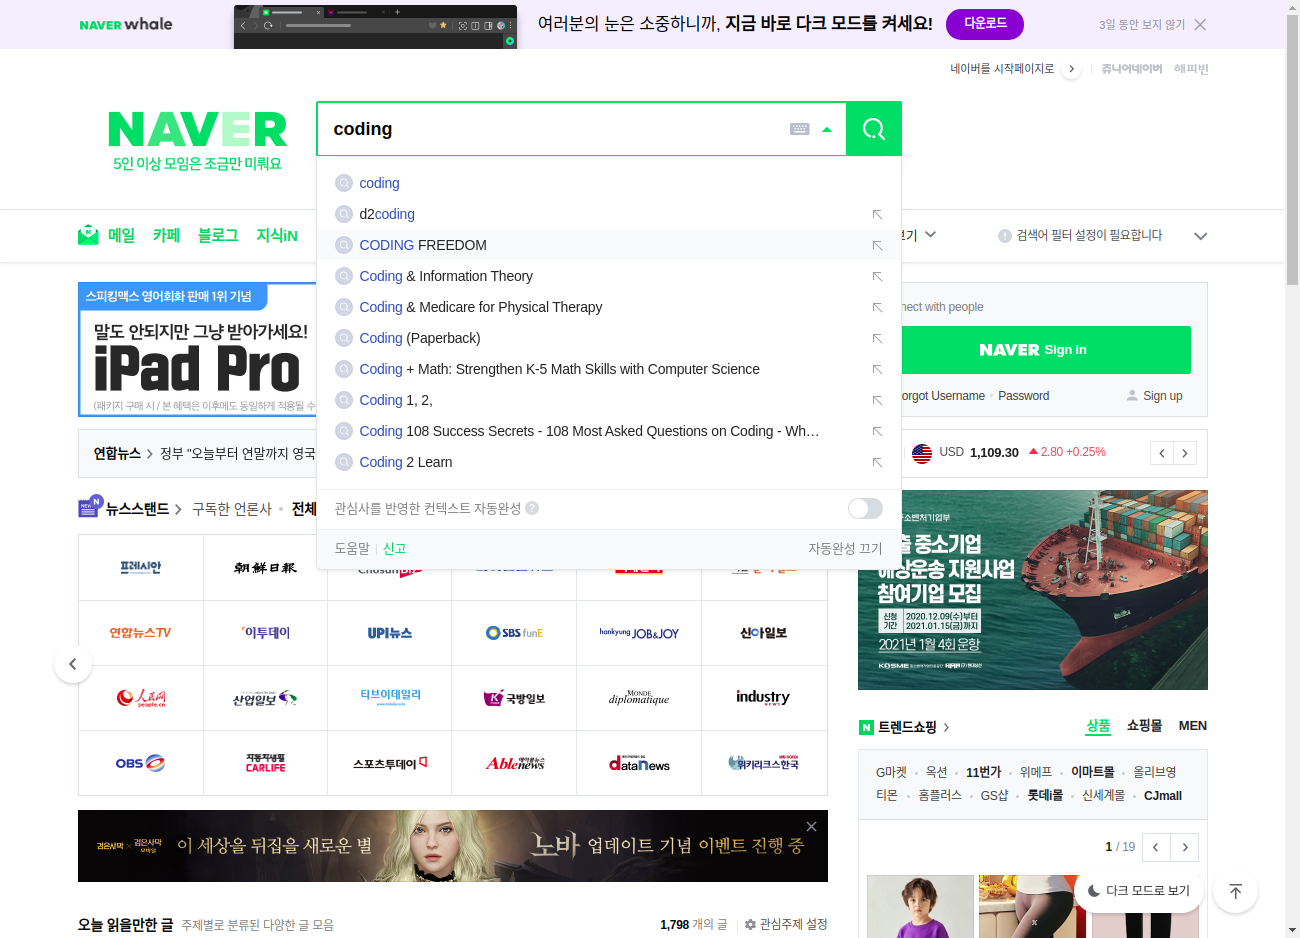 NAVER whale
여러분의 눈은 소중하니까, 지금 바로 다크 모드를 켜세요!
다운로드
3일 동안 보지 않기
네이버를 시작페이지로
쥬니어네이버 해피빈
NAVER
5인 이상 모임은 조금만 미뤄요
coding
coding
d2coding
CODING FREEDOM
Coding & Information Theory
Coding & Medicare for Physical Therapy
Coding (Paperback)
Coding + Math: Strengthen K-5 Math Skills with Computer Science
Coding 1, 2,
Coding 108 Success Secrets - 108 Most Asked Questions on Coding - Wh…
Coding 2 Learn
관심사를 반영한 컨텍스트 자동완성 ?
도움말 신고
자동완성 끄기
메일 카페 블로그 지식iN
보기
검색어 필터 설정이 필요합니다
스피킹맥스 영어회화 판매 1위 기념
말도 안되지만 그냥 받아가세요!
iPad Pro
(패키지 구매 시 / 본 혜택은 이후에도 동일하게 적용될 수
nect with people
NAVER Sign in
orgot Username Password
Sign up
연합뉴스 > 정부 "오늘부터 연말까지 영국
USD 1,109.30 2.80 +0.25%
뉴스스탠드 > 구독한 언론사 전체
프레시안
朝鮮日報
연합뉴스TV
이투데이
UPI뉴스
SBS funE
hankyung JOB&JOY
신아일보
人民网
people.cn
산업일보
티브이데일리
국방일보
MONDE
diplomatique
industry
NEWS
OBS
자동차생활
CARLIFE
스포츠투데이
Ablenews
datanews
위키리크스한국
중소벤처기업부
출 중소기업
해상운송 지원사업
참여기업 모집
신청
기간
2020.12.09(수)부터
2021.01.15(금)까지
2021년 1월 4회 운항
KOSME
트렌드쇼핑 >
상품 쇼핑몰 MEN
G마켓 옥션 11번가 위메프 이마트몰 올리브영
티몬 홈플러스 GS샵 롯데i몰 신세계몰 CJmall
1 / 19
검은사막 × 검은사막
모바일
이 세상을 뒤집을 새로운 별
노바 업데이트 기념 이벤트 진행 중
오늘 읽을만한 글 주제별로 분류된 다양한 글 모음
1,798 개의 글
관심주제 설정
다크 모드로 보기